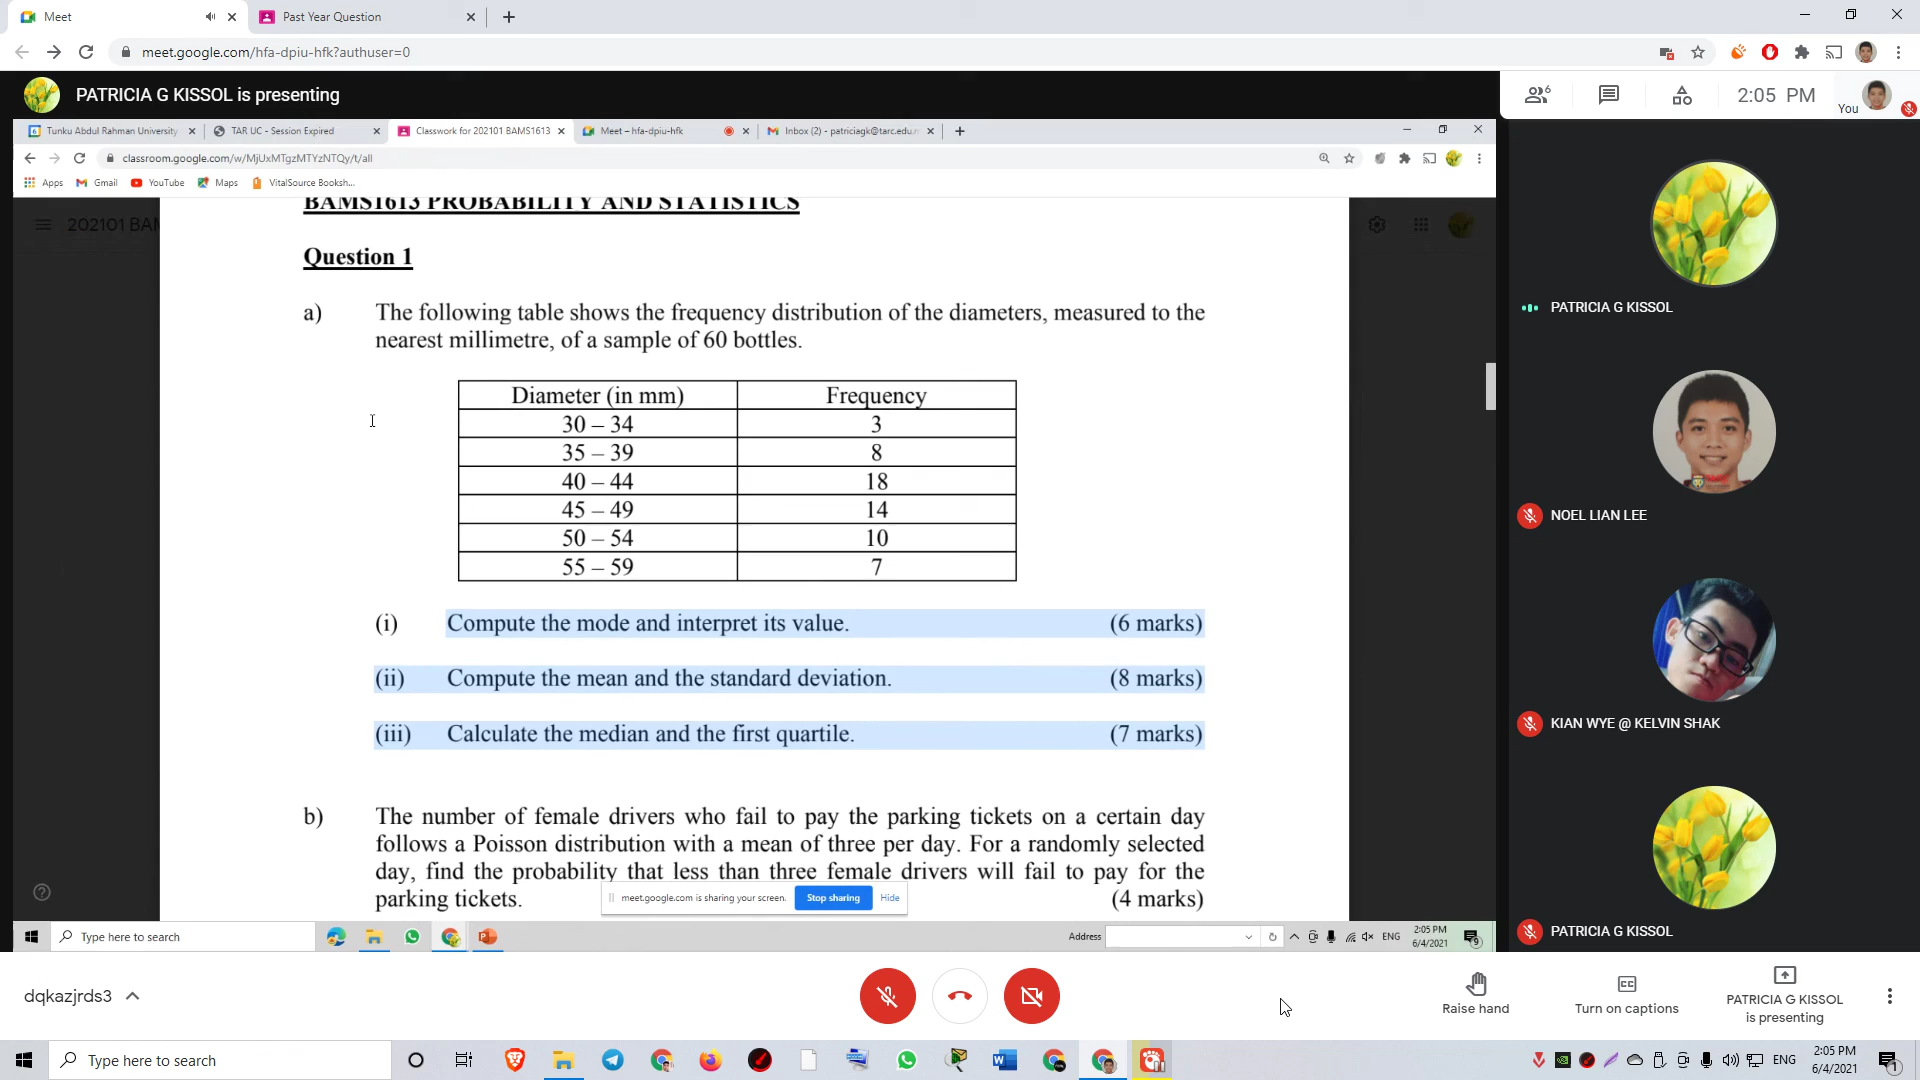 Meet
Past Year Question
meet.google.com/hfa-dpiu-hfk?authuser=0
PATRICIA G KISSOL is presenting
6
2:05 PM
You
Tunku Abdul Rahman University
TAR UC - Session Expired
Classwork for 202101 BAMS1613
Meet – hfa-dpiu-hfk
Inbox (2) - patriciagk@tarc.edu.m
classroom.google.com/w/MjUxMTgzMTYzNTQy/t/all
Apps
Gmail
YouTube
Maps
VitalSource Booksh...
202101 BAM
BAMS1613 PROBABILITY AND STATISTICS
Question 1
a) The following table shows the frequency distribution of the diameters, measured to the
nearest millimetre, of a sample of 60 bottles.
Diameter (in mm) Frequency
30 – 34 3
35 – 39 8
40 – 44 18
45 – 49 14
50 – 54 10
55 – 59 7
(i) Compute the mode and interpret its value. (6 marks)
(ii) Compute the mean and the standard deviation. (8 marks)
(iii) Calculate the median and the first quartile. (7 marks)
b) The number of female drivers who fail to pay the parking tickets on a certain day
follows a Poisson distribution with a mean of three per day. For a randomly selected
day, find the probability that less than three female drivers will fail to pay for the
parking tickets. (4 marks)
meet.google.com is sharing your screen.
Stop sharing
Hide
PATRICIA G KISSOL
NOEL LIAN LEE
KIAN WYE @ KELVIN SHAK
PATRICIA G KISSOL
Type here to search
Address
ENG
2:05 PM
6/4/2021
9
dqkazjrds3
Raise hand
Turn on captions
PATRICIA G KISSOL
is presenting
Type here to search
ENG
2:05 PM
6/4/2021
1